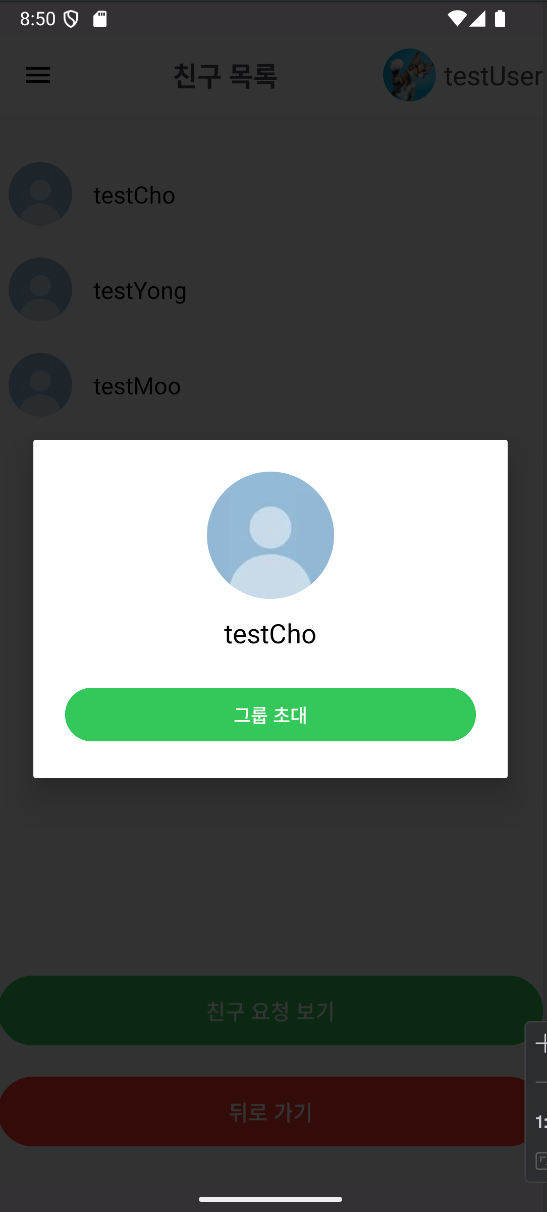 8:50
친구 목록
testUser
testCho
testYong
testMoo
testCho
그룹 초대
친구 요청 보기
뒤로 가기
1: